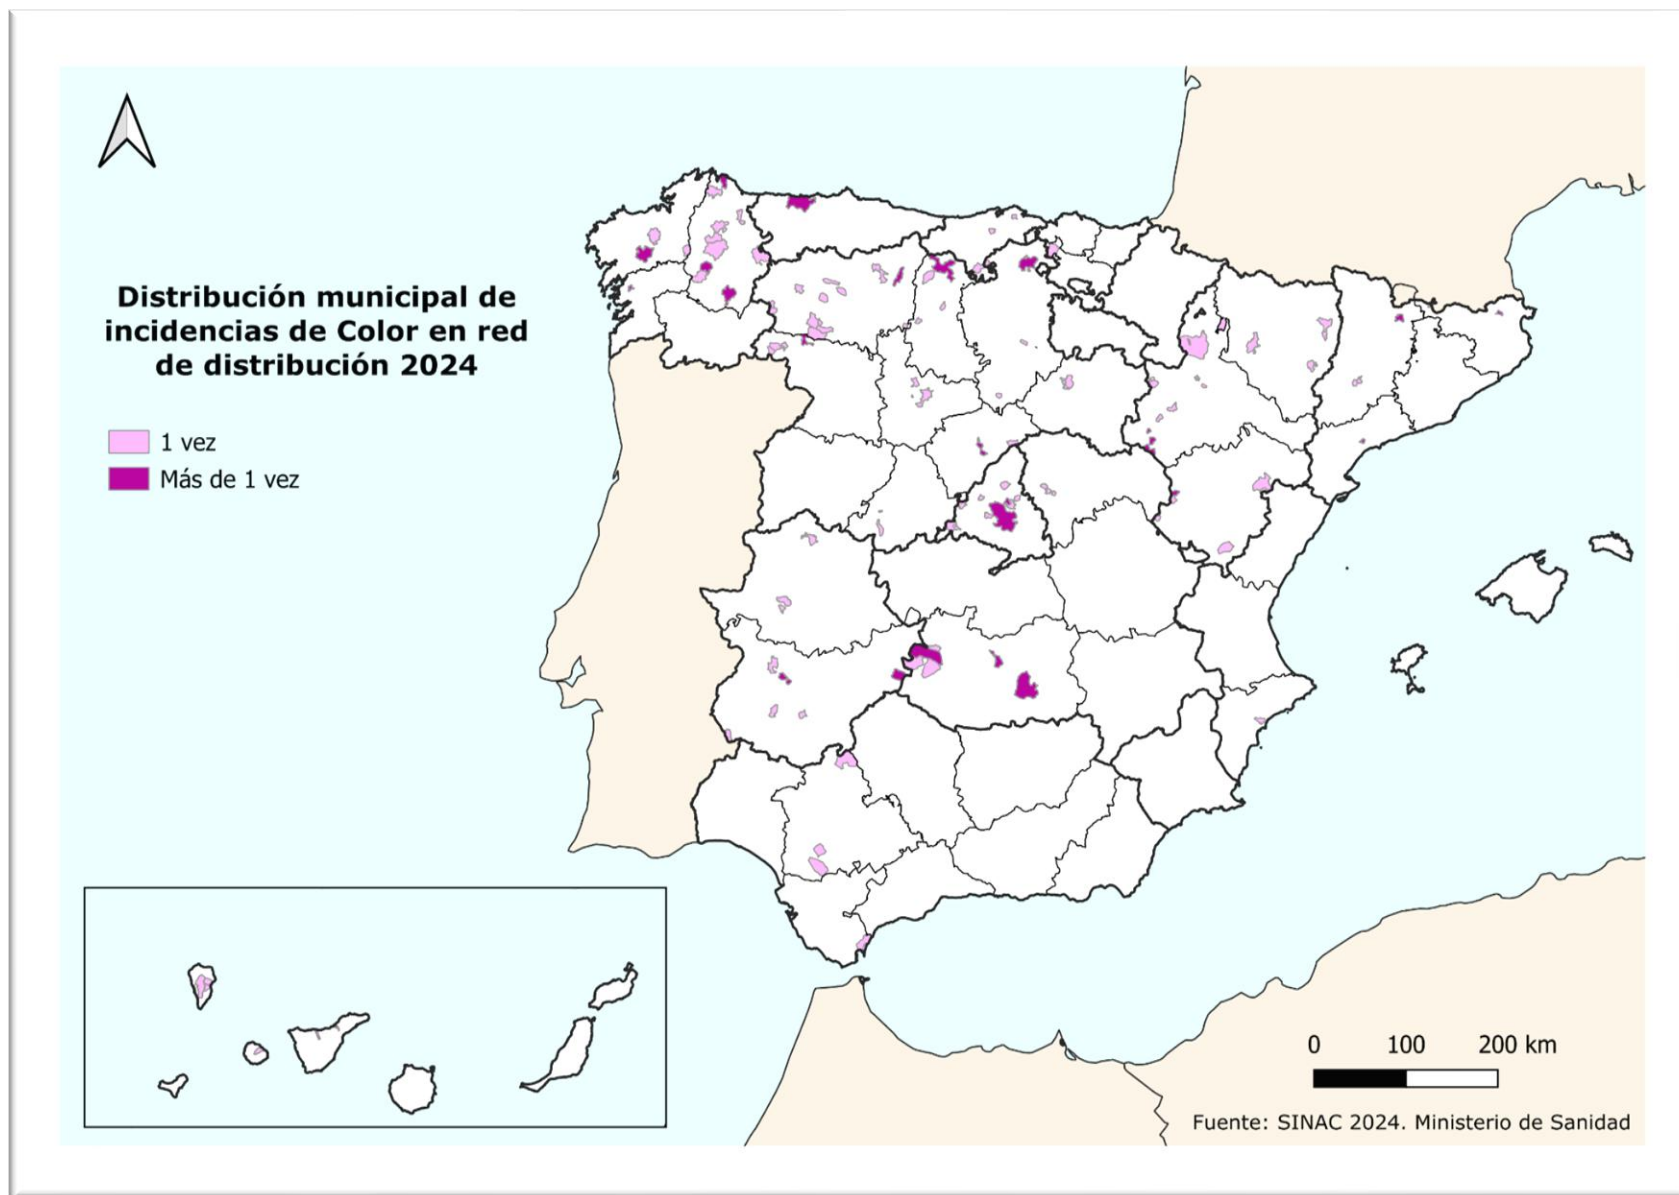 Distribución municipal de
incidencias de Color en red
de distribución 2024
1 vez
Más de 1 vez
0 100 200 km
Fuente: SINAC 2024. Ministerio de Sanidad